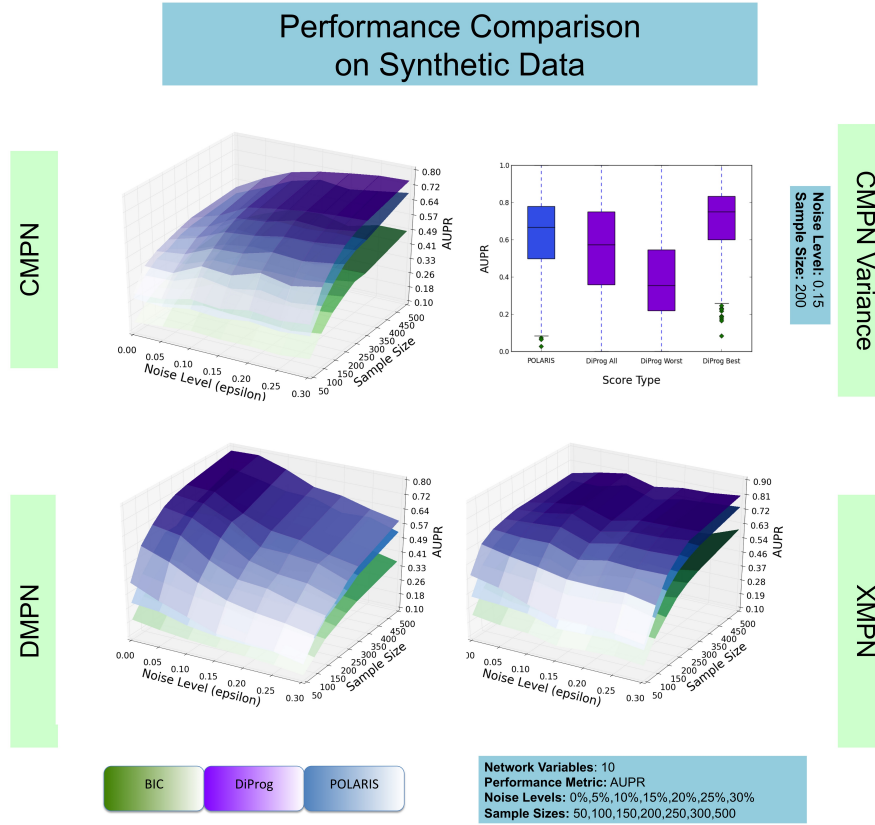 Performance Comparison
on Synthetic Data
CMPN
0.80
0.72
0.64
0.57
0.49
0.41
0.33
0.26
0.18
0.10
AUPR
0.00
0.05
0.10
0.15
0.20
0.25
0.30
Noise Level (epsilon)
50
100
150
200
250
300
350
400
450
500
Sample Size
1.0
0.8
0.6
0.4
0.2
0.0
AUPR
POLARIS
DiProg All
DiProg Worst
DiProg Best
Score Type
Noise Level: 0.15
Sample Size: 200
CMPN Variance
DMPN
0.80
0.72
0.64
0.57
0.49
0.41
0.33
0.26
0.18
0.10
AUPR
0.00
0.05
0.10
0.15
0.20
0.25
0.30
Noise Level (epsilon)
50
100
150
200
250
300
350
400
450
500
Sample Size
0.90
0.81
0.72
0.63
0.54
0.46
0.37
0.28
0.19
0.10
AUPR
00
0.05
0.10
0.15
0.20
0.25
0.30
Noise Level (epsilon)
50
100
150
200
250
300
350
400
450
500
Sample Size
XMPN
BIC
DiProg
POLARIS
Network Variables: 10
Performance Metric: AUPR
Noise Levels: 0%,5%,10%,15%,20%,25%,30%
Sample Sizes: 50,100,150,200,250,300,500